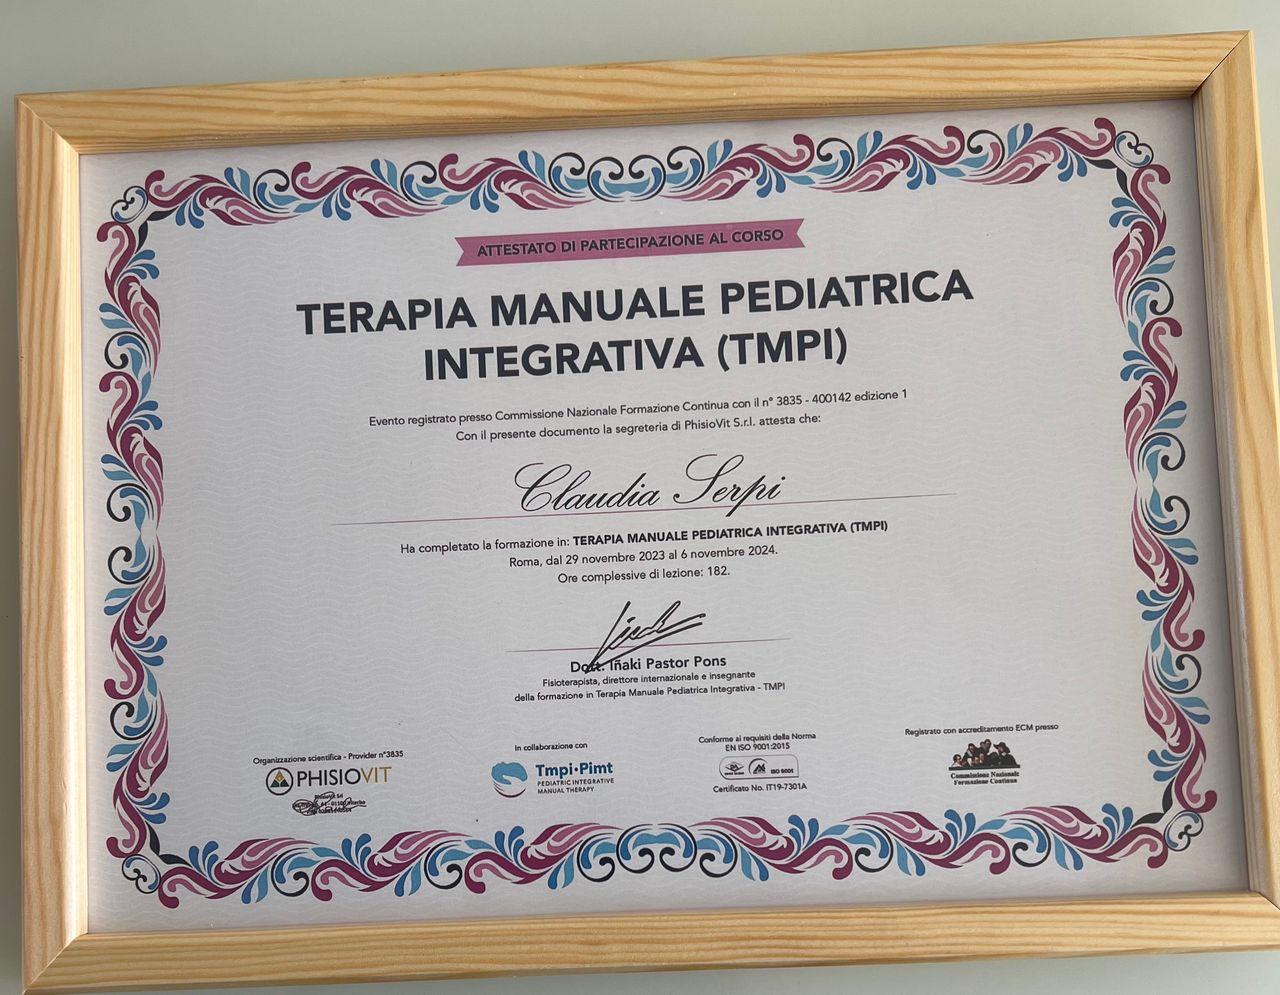 ATTESTATO DI PARTECIPAZIONE AL CORSO
TERAPIA MANUALE PEDIATRICA
INTEGRATIVA (TMPI)
Evento registrato presso Commissione Nazionale Formazione Continua con il n° 3835 - 400142 edizione 1
Con il presente documento la segreteria di PhisioVit S.r.l. attesta che:
Claudia Serpi
Ha completato la formazione in: TERAPIA MANUALE PEDIATRICA INTEGRATIVA (TMPI)
Roma, dal 29 novembre 2023 al 6 novembre 2024.
Ore complessive di lezione: 182.
Dott. Iñaki Pastor Pons
Fisioterapista, direttore internazionale e insegnante
della formazione in Terapia Manuale Pediatrica Integrativa - TMPI
Organizzazione scientifica - Provider n°3835
PHISIOVIT
PhisioVit Srl
01100 Viterbo
In collaborazione con
Tmpi•Pimt
PEDIATRIC INTEGRATIVE
MANUAL THERAPY
Conforme ai requisiti della Norma
EN ISO 9001:2015
ISO 9001
Certificato No. IT19-7301A
Registrato con accreditamento ECM presso
Commissione Nazionale
Formazione Continua